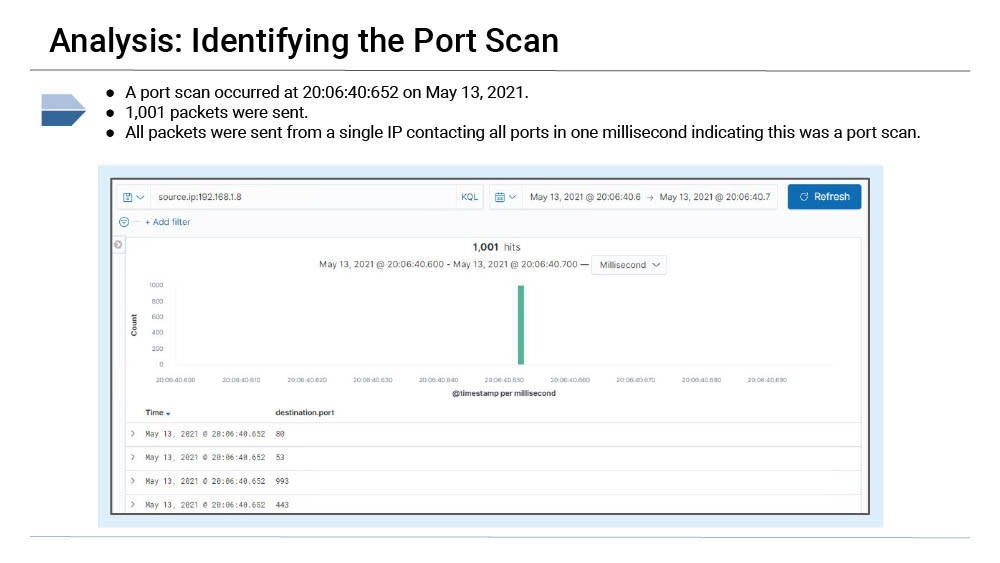 Analysis: Identifying the Port Scan
● A port scan occurred at 20:06:40:652 on May 13, 2021.
● 1,001 packets were sent.
● All packets were sent from a single IP contacting all ports in one millisecond indicating this was a port scan.
source.ip:192.168.1.8 KQL May 13, 2021 @ 20:06:40.6 → May 13, 2021 @ 20:06:40.7 Refresh
+ Add filter
1,001 hits
May 13, 2021 @ 20:06:40.600 - May 13, 2021 @ 20:06:40.700 — Millisecond
1000
800
600
400
200
0
Count
20:06:40.600 20:06:40.610 20:06:40.620 20:06:40.630 20:06:40.640 20:06:40.650 20:06:40.660 20:06:40.670 20:06:40.680 20:06:40.690
@timestamp per millisecond
Time destination.port
May 13, 2021 @ 20:06:40.652 80
May 13, 2021 @ 20:06:40.652 53
May 13, 2021 @ 20:06:40.652 993
May 13, 2021 @ 20:06:40.652 443